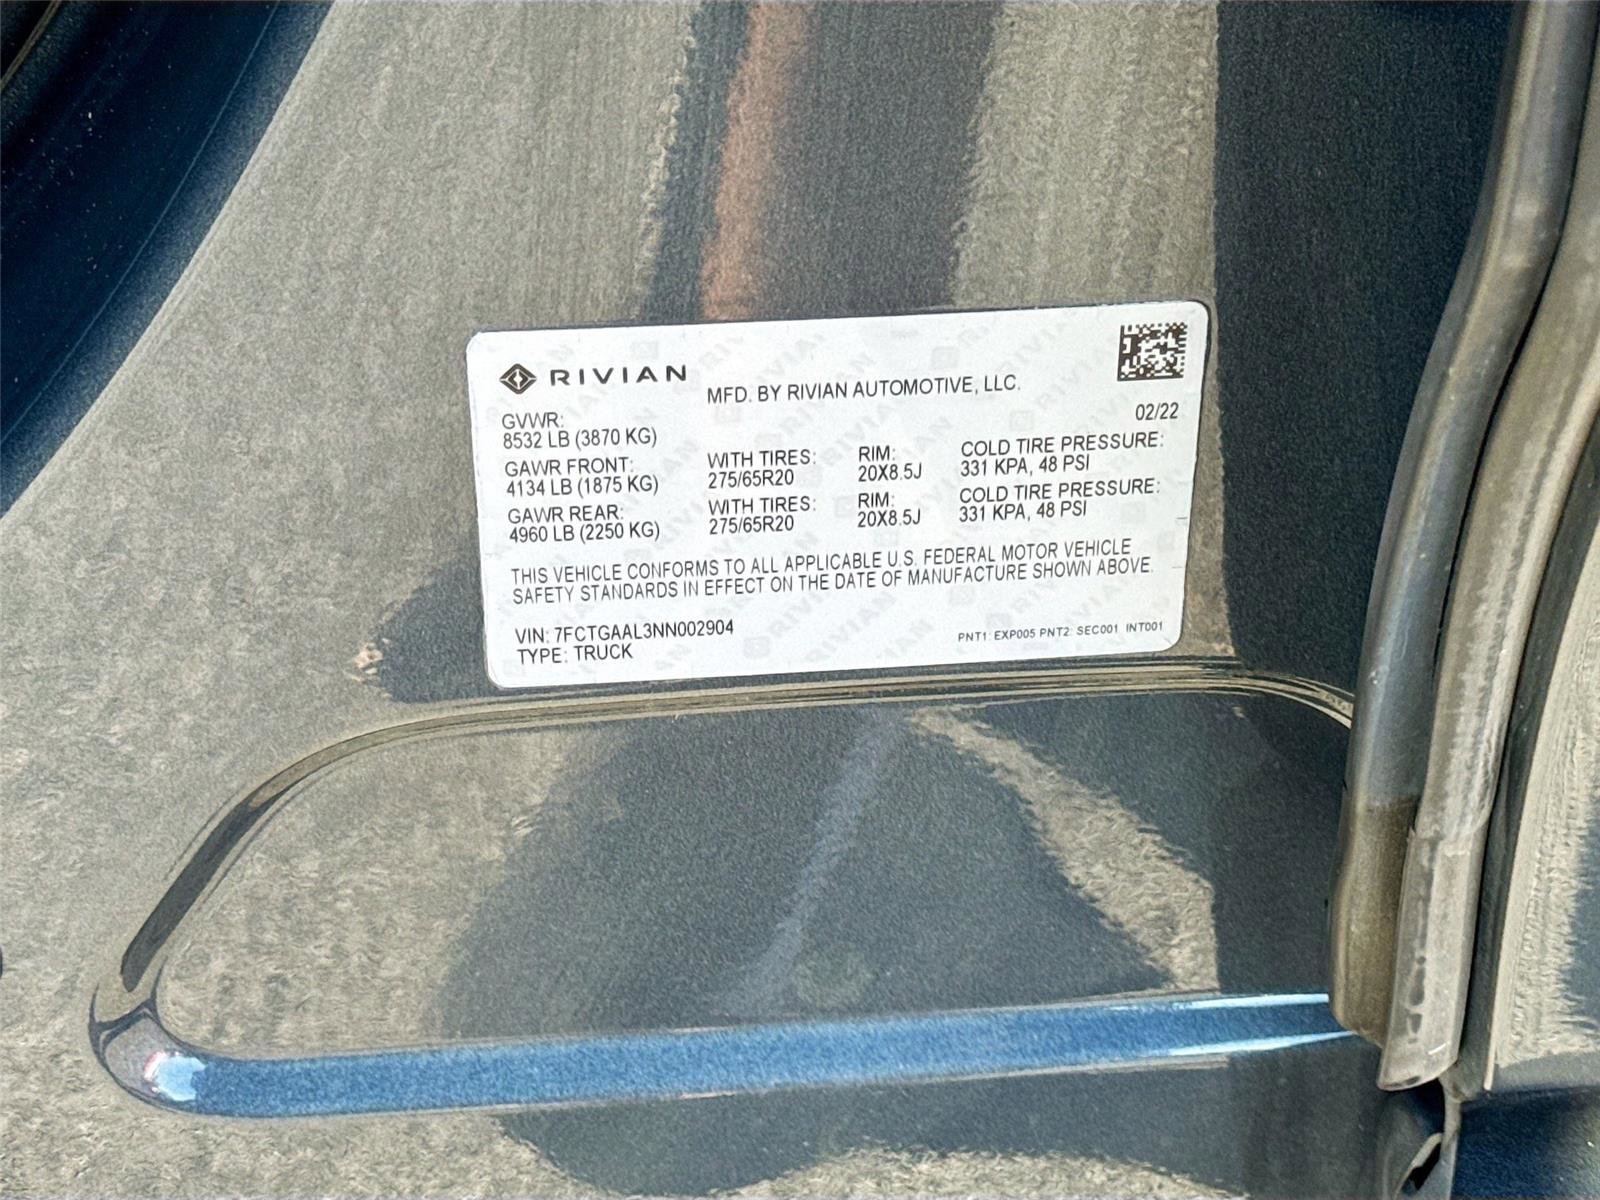 RIVIAN
MFD. BY RIVIAN AUTOMOTIVE, LLC.
02/22
GVWR:
8532 LB (3870 KG)
GAWR FRONT: WITH TIRES: RIM: COLD TIRE PRESSURE:
4134 LB (1875 KG) 275/65R20 20X8.5J 331 KPA, 48 PSI
GAWR REAR: WITH TIRES: RIM: COLD TIRE PRESSURE:
4960 LB (2250 KG) 275/65R20 20X8.5J 331 KPA, 48 PSI
THIS VEHICLE CONFORMS TO ALL APPLICABLE U.S. FEDERAL MOTOR VEHICLE
SAFETY STANDARDS IN EFFECT ON THE DATE OF MANUFACTURE SHOWN ABOVE.
VIN: 7FCTGAAL3NN002904
TYPE: TRUCK
PNT1: EXP005 PNT2: SEC001 INT001